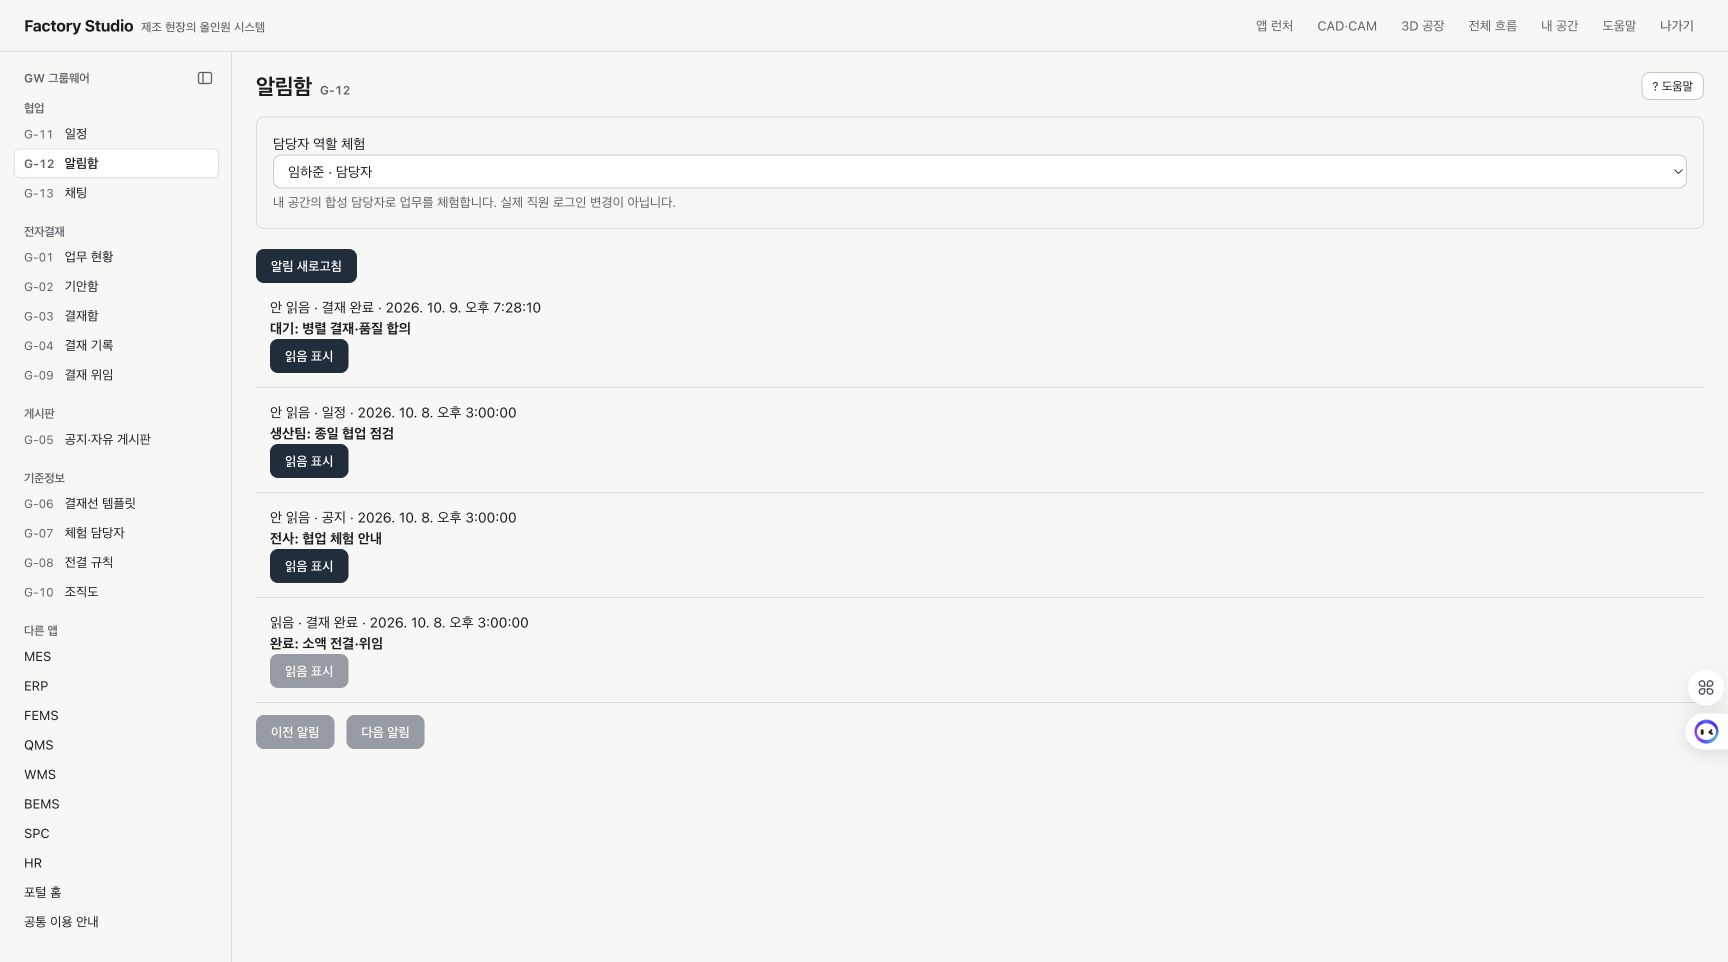 Factory Studio 제조 현장의 올인원 시스템
앱 런처 CAD·CAM 3D 공장 전체 흐름 내 공간 도움말 나가기
GW 그룹웨어
협업
G-11 일정
G-12 알림함
G-13 채팅
전자결재
G-01 업무 현황
G-02 기안함
G-03 결재함
G-04 결재 기록
G-09 결재 위임
게시판
G-05 공지·자유 게시판
기준정보
G-06 결재선 템플릿
G-07 체험 담당자
G-08 전결 규칙
G-10 조직도
다른 앱
MES
ERP
FEMS
QMS
WMS
BEMS
SPC
HR
포털 홈
공통 이용 안내
알림함 G-12
? 도움말
담당자 역할 체험
임하준 · 담당자
내 공간의 합성 담당자로 업무를 체험합니다. 실제 직원 로그인 변경이 아닙니다.
알림 새로고침
안 읽음 · 결재 완료 · 2026. 10. 9. 오후 7:28:10
대기: 병렬 결재·품질 합의
읽음 표시
안 읽음 · 일정 · 2026. 10. 8. 오후 3:00:00
생산팀: 종일 협업 점검
읽음 표시
안 읽음 · 공지 · 2026. 10. 8. 오후 3:00:00
전사: 협업 체험 안내
읽음 표시
읽음 · 결재 완료 · 2026. 10. 8. 오후 3:00:00
완료: 소액 전결·위임
읽음 표시
이전 알림 다음 알림